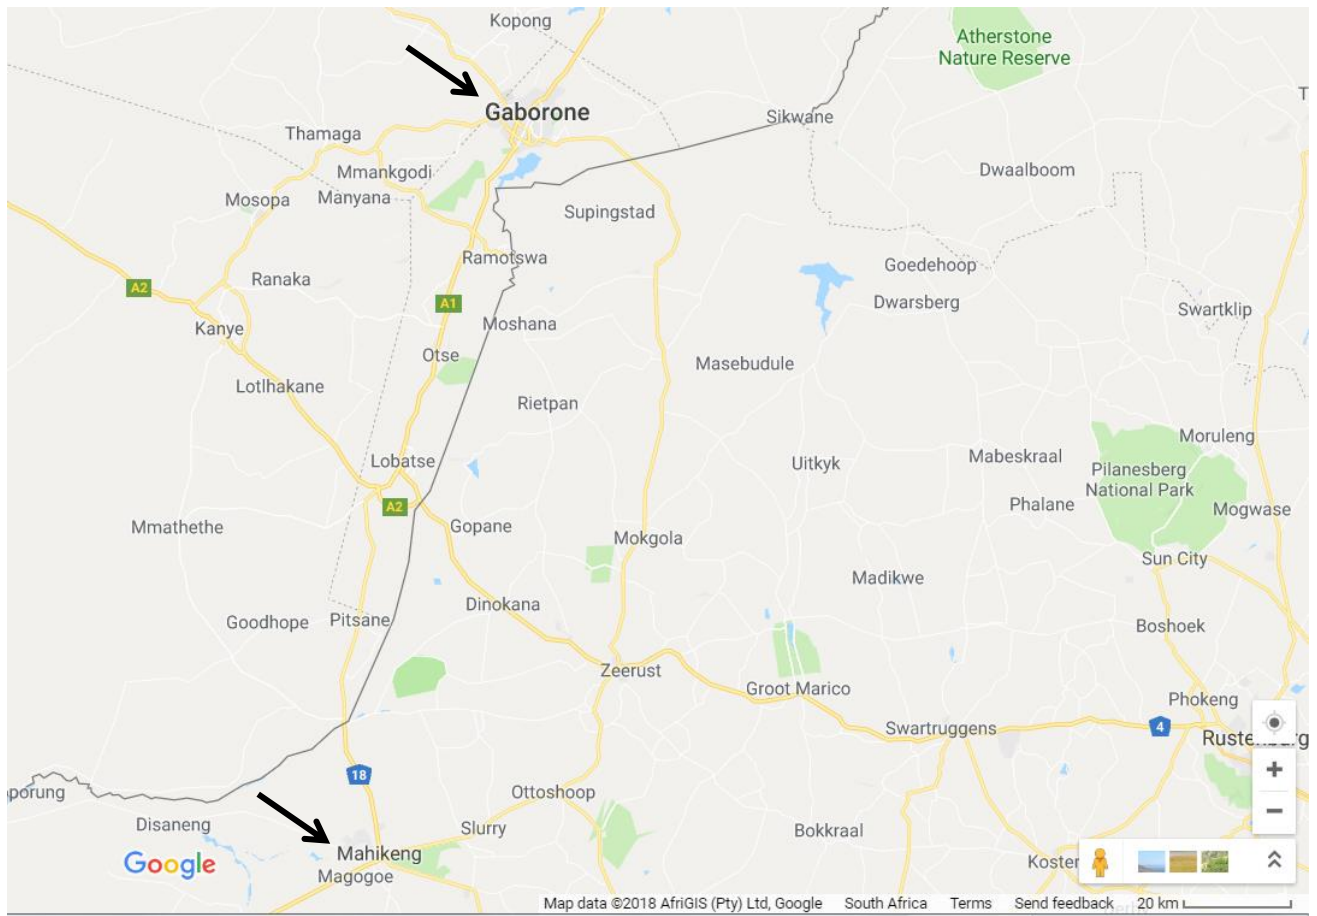 Kopong
Atherstone
Nature Reserve
Gaborone
T
Sikwane
Thamaga
Mmankgodi
Dwaalboom
Mosopa
Manyana
Supingstad
Ramotswa
Goedehoop
Ranaka
A2
A1
Dwarsberg
Swartklip
Kanye
Moshana
Otse
Masebudule
Lotlhakane
Rietpan
Moruleng
Lobatse
Uitkyk
Mabeskraal
Pilanesberg
National Park
A2
Phalane
Mogwase
Mmathethe
Gopane
Mokgola
Sun City
Madikwe
Dinokana
Goodhope
Pitsane
Boshoek
Zeerust
Groot Marico
Phokeng
Swartruggens
4
Rustenburg
18
porung
Ottoshoop
Disaneng
Slurry
Bokkraal
Mahikeng
Google
Koster
Magogoe
Map data ©2018 AfriGIS (Pty) Ltd, Google South Africa Terms Send feedback 20 km